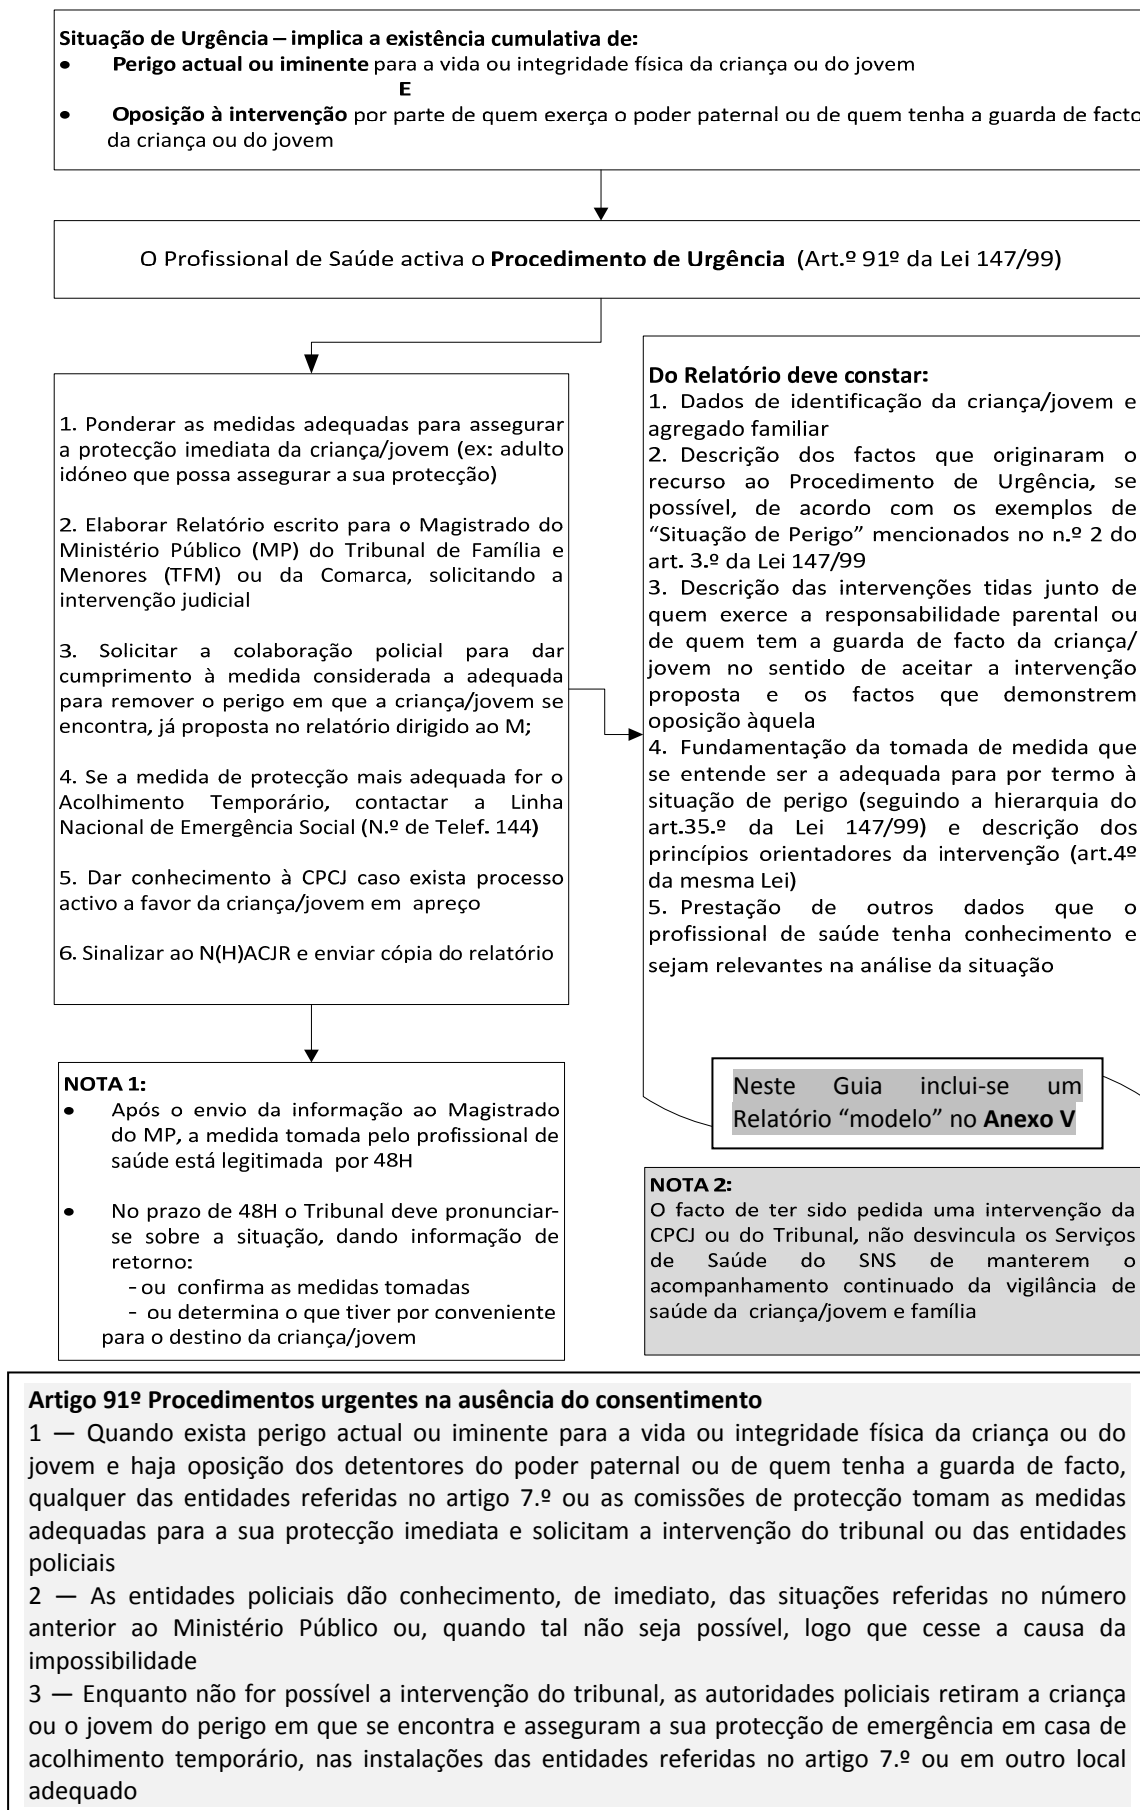 Situação de Urgência – implica a existência cumulativa de:
• Perigo actual ou iminente para a vida ou integridade física da criança ou do jovem
E
• Oposição à intervenção por parte de quem exerça o poder paternal ou de quem tenha a guarda de facto
da criança ou do jovem
O Profissional de Saúde activa o Procedimento de Urgência (Art.º 91º da Lei 147/99)
1. Ponderar as medidas adequadas para assegurar
a protecção imediata da criança/jovem (ex: adulto
idóneo que possa assegurar a sua protecção)
2. Elaborar Relatório escrito para o Magistrado do
Ministério Público (MP) do Tribunal de Família e
Menores (TFM) ou da Comarca, solicitando a
intervenção judicial
3. Solicitar a colaboração policial para dar
cumprimento à medida considerada a adequada
para remover o perigo em que a criança/jovem se
encontra, já proposta no relatório dirigido ao M;
4. Se a medida de protecção mais adequada for o
Acolhimento Temporário, contactar a Linha
Nacional de Emergência Social (N.º de Telef. 144)
5. Dar conhecimento à CPCJ caso exista processo
activo a favor da criança/jovem em apreço
6. Sinalizar ao N(H)ACJR e enviar cópia do relatório
Do Relatório deve constar:
1. Dados de identificação da criança/jovem e
agregado familiar
2. Descrição dos factos que originaram o
recurso ao Procedimento de Urgência, se
possível, de acordo com os exemplos de
“Situação de Perigo” mencionados no n.º 2 do
art. 3.º da Lei 147/99
3. Descrição das intervenções tidas junto de
quem exerce a responsabilidade parental ou
de quem tem a guarda de facto da criança/
jovem no sentido de aceitar a intervenção
proposta e os factos que demonstrem
oposição àquela
4. Fundamentação da tomada de medida que
se entende ser a adequada para por termo à
situação de perigo (seguindo a hierarquia do
art.35.º da Lei 147/99) e descrição dos
princípios orientadores da intervenção (art.4º
da mesma Lei)
5. Prestação de outros dados que o
profissional de saúde tenha conhecimento e
sejam relevantes na análise da situação
Neste Guia inclui-se um
Relatório “modelo” no Anexo V
NOTA 1:
• Após o envio da informação ao Magistrado
do MP, a medida tomada pelo profissional de
saúde está legitimada por 48H
• No prazo de 48H o Tribunal deve pronunciar-
se sobre a situação, dando informação de
retorno:
- ou confirma as medidas tomadas
- ou determina o que tiver por conveniente
para o destino da criança/jovem
NOTA 2:
O facto de ter sido pedida uma intervenção da
CPCJ ou do Tribunal, não desvincula os Serviços
de Saúde do SNS de manterem o
acompanhamento continuado da vigilância de
saúde da criança/jovem e família
Artigo 91º Procedimentos urgentes na ausência do consentimento
1 — Quando exista perigo actual ou iminente para a vida ou integridade física da criança ou do
jovem e haja oposição dos detentores do poder paternal ou de quem tenha a guarda de facto,
qualquer das entidades referidas no artigo 7.º ou as comissões de protecção tomam as medidas
adequadas para a sua protecção imediata e solicitam a intervenção do tribunal ou das entidades
policiais
2 — As entidades policiais dão conhecimento, de imediato, das situações referidas no número
anterior ao Ministério Público ou, quando tal não seja possível, logo que cesse a causa da
impossibilidade
3 — Enquanto não for possível a intervenção do tribunal, as autoridades policiais retiram a criança
ou o jovem do perigo em que se encontra e asseguram a sua protecção de emergência em casa de
acolhimento temporário, nas instalações das entidades referidas no artigo 7.º ou em outro local
adequado